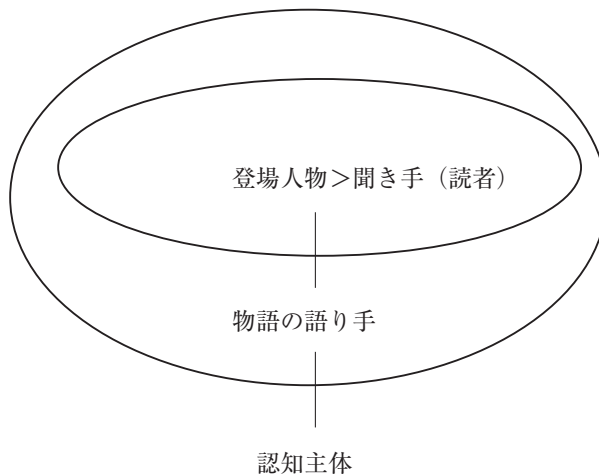 登場人物＞聞き手（読者）
物語の語り手
認知主体